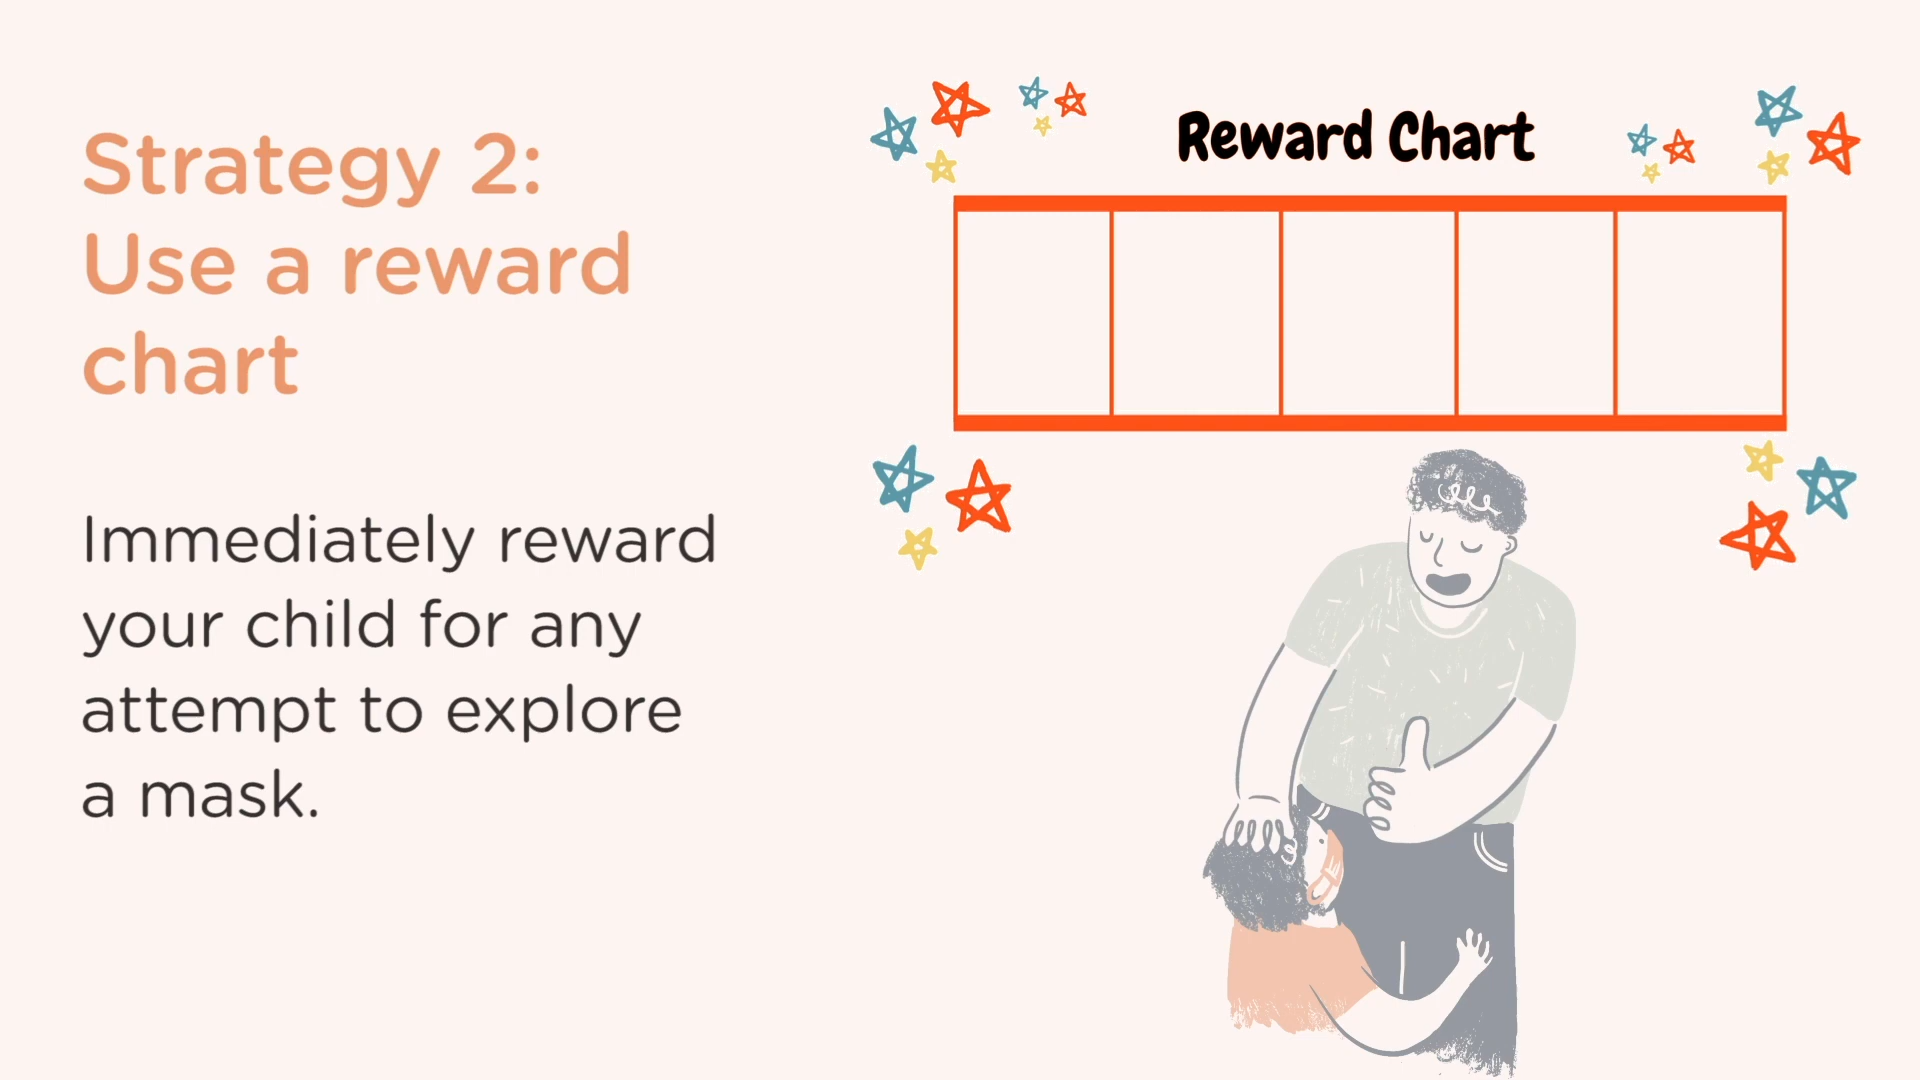 Strategy 2:
Use a reward
chart
Immediately reward
your child for any
attempt to explore
a mask.
Reward Chart